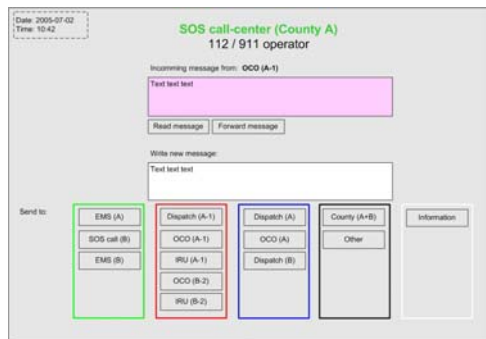 Date: 2005-07-02
Time: 10:42
SOS call-center (County A)
112 / 911 operator
Incomming message from: OCO (A-1)
Text text text
Read message
Forward message
Write new message:
Text text text
Send to:
EMS (A)
SOS call (B)
EMS (B)
Dispatch (A-1)
OCO (A-1)
IRU (A-1)
OCO (B-2)
IRU (B-2)
Dispatch (A)
OCO (A)
Dispatch (B)
County (A+B)
Other
Information